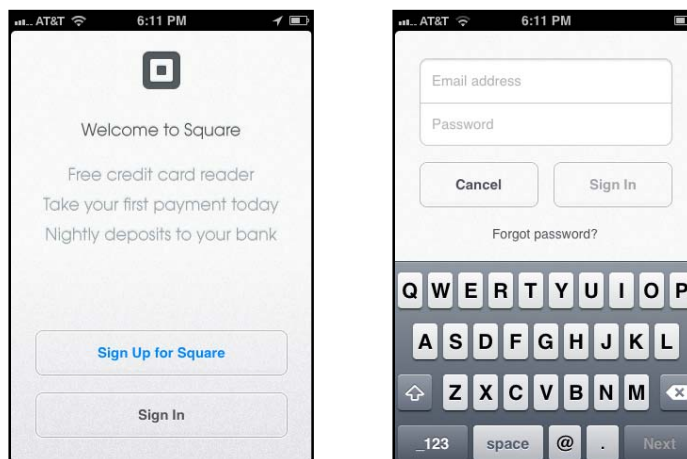 AT&T 6:11 PM
Welcome to Square
Free credit card reader
Take your first payment today
Nightly deposits to your bank
Sign Up for Square
Sign In
AT&T 6:11 PM
Email address
Password
Cancel Sign In
Forgot password?
Q W E R T Y U I O P
A S D F G H J K L
Z X C V B N M
_123 space @ . Next